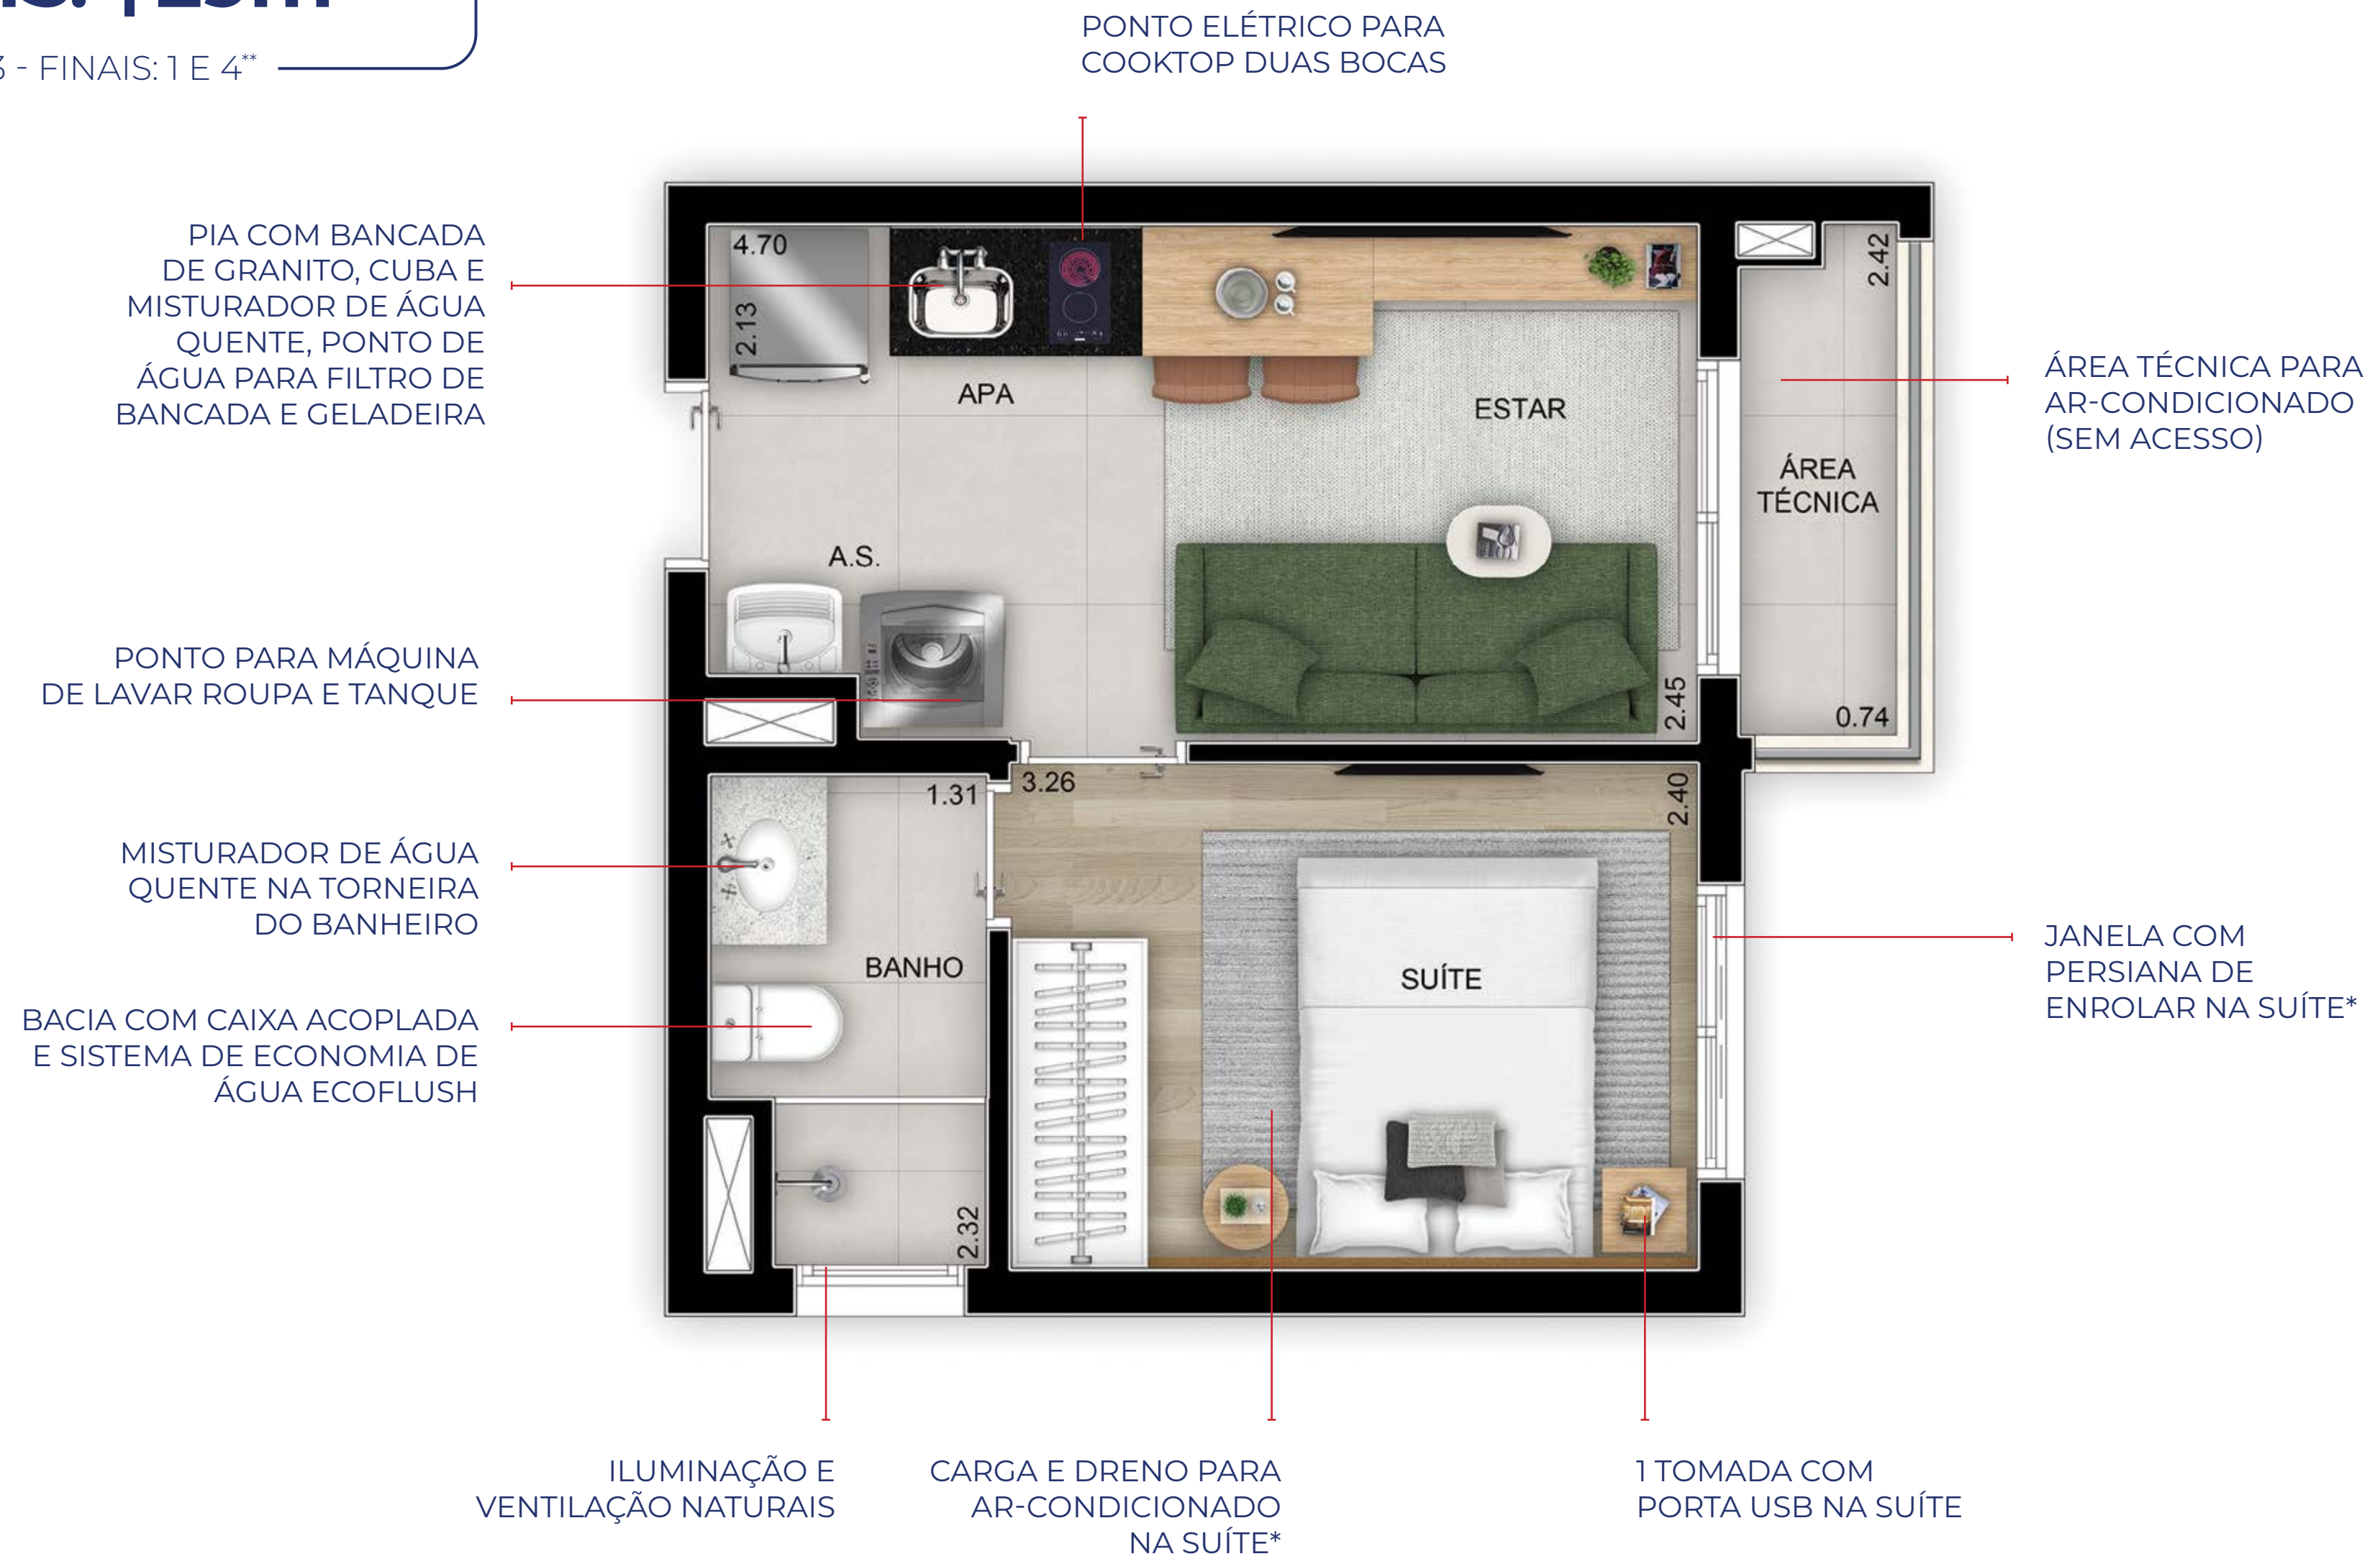 FINAIS: 1 E 4**
PONTO ELÉTRICO PARA
COOKTOP DUAS BOCAS
PIA COM BANCADA
DE GRANITO, CUBA E
MISTURADOR DE ÁGUA
QUENTE, PONTO DE
ÁGUA PARA FILTRO DE
BANCADA E GELADEIRA
PONTO PARA MÁQUINA
DE LAVAR ROUPA E TANQUE
MISTURADOR DE ÁGUA
QUENTE NA TORNEIRA
DO BANHEIRO
BACIA COM CAIXA ACOPLADA
E SISTEMA DE ECONOMIA DE
ÁGUA ECOFLUSH
4.70
2.13
APA
ESTAR
A.S.
2.45
2.42
ÁREA
TÉCNICA
0.74
1.31
3.26
2.40
BANHO
SUÍTE
2.32
ÁREA TÉCNICA PARA
AR-CONDICIONADO
(SEM ACESSO)
JANELA COM
PERSIANA DE
ENROLAR NA SUÍTE*
ILUMINAÇÃO E
VENTILAÇÃO NATURAIS
CARGA E DRENO PARA
AR-CONDICIONADO
NA SUÍTE*
1 TOMADA COM
PORTA USB NA SUÍTE